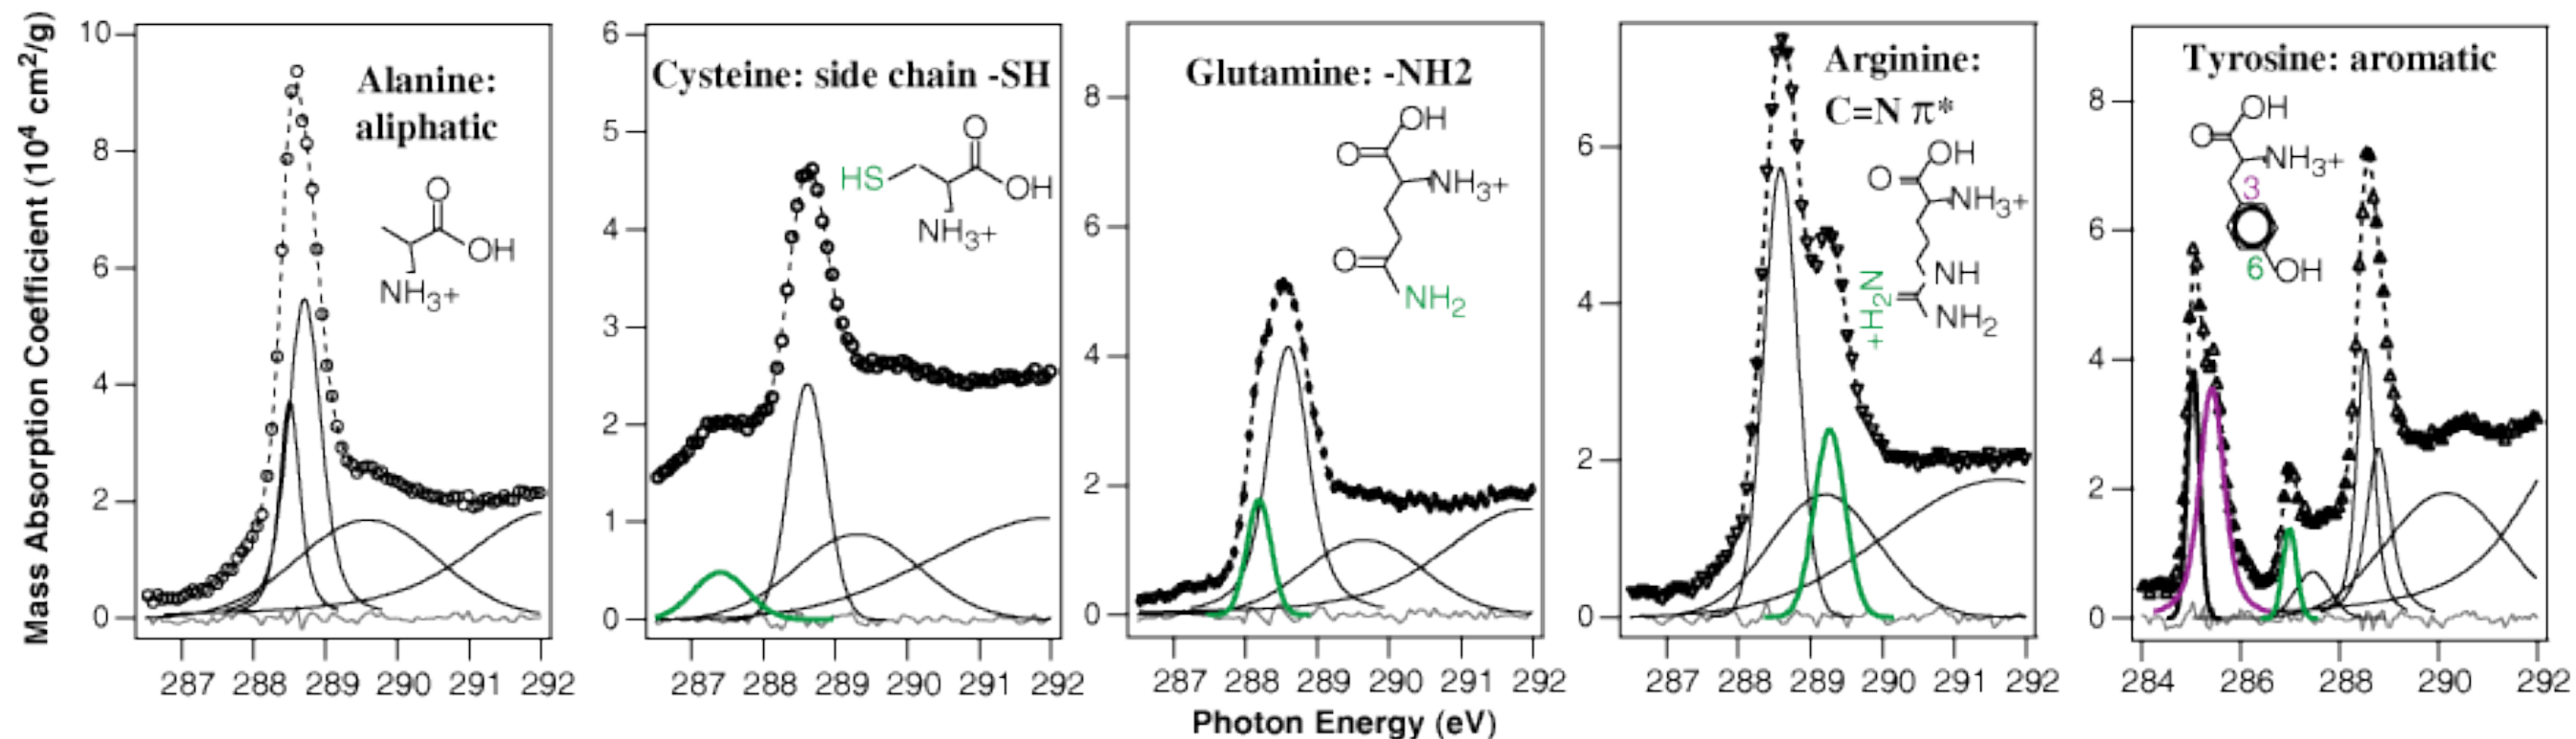 Mass Absorption Coefficient (10⁴ cm²/g)
10
8
6
4
2
0
Alanine:
aliphatic
O
OH
NH₃+
287 288 289 290 291 292
6
5
4
3
2
1
0
Cysteine: side chain -SH
O
HS
OH
NH₃+
287 288 289 290 291 292
8
6
4
2
0
Glutamine: -NH2
OH
O
NH₃+
O
NH₂
287 288 289 290 291 292
6
4
2
0
Arginine:
C=N π*
OH
O
NH₃+
NH
+H₂N
NH₂
287 288 289 290 291 292
8
6
4
2
0
Tyrosine: aromatic
OH
O
NH₃+
3
6
OH
284 286 288 290 292
Photon Energy (eV)